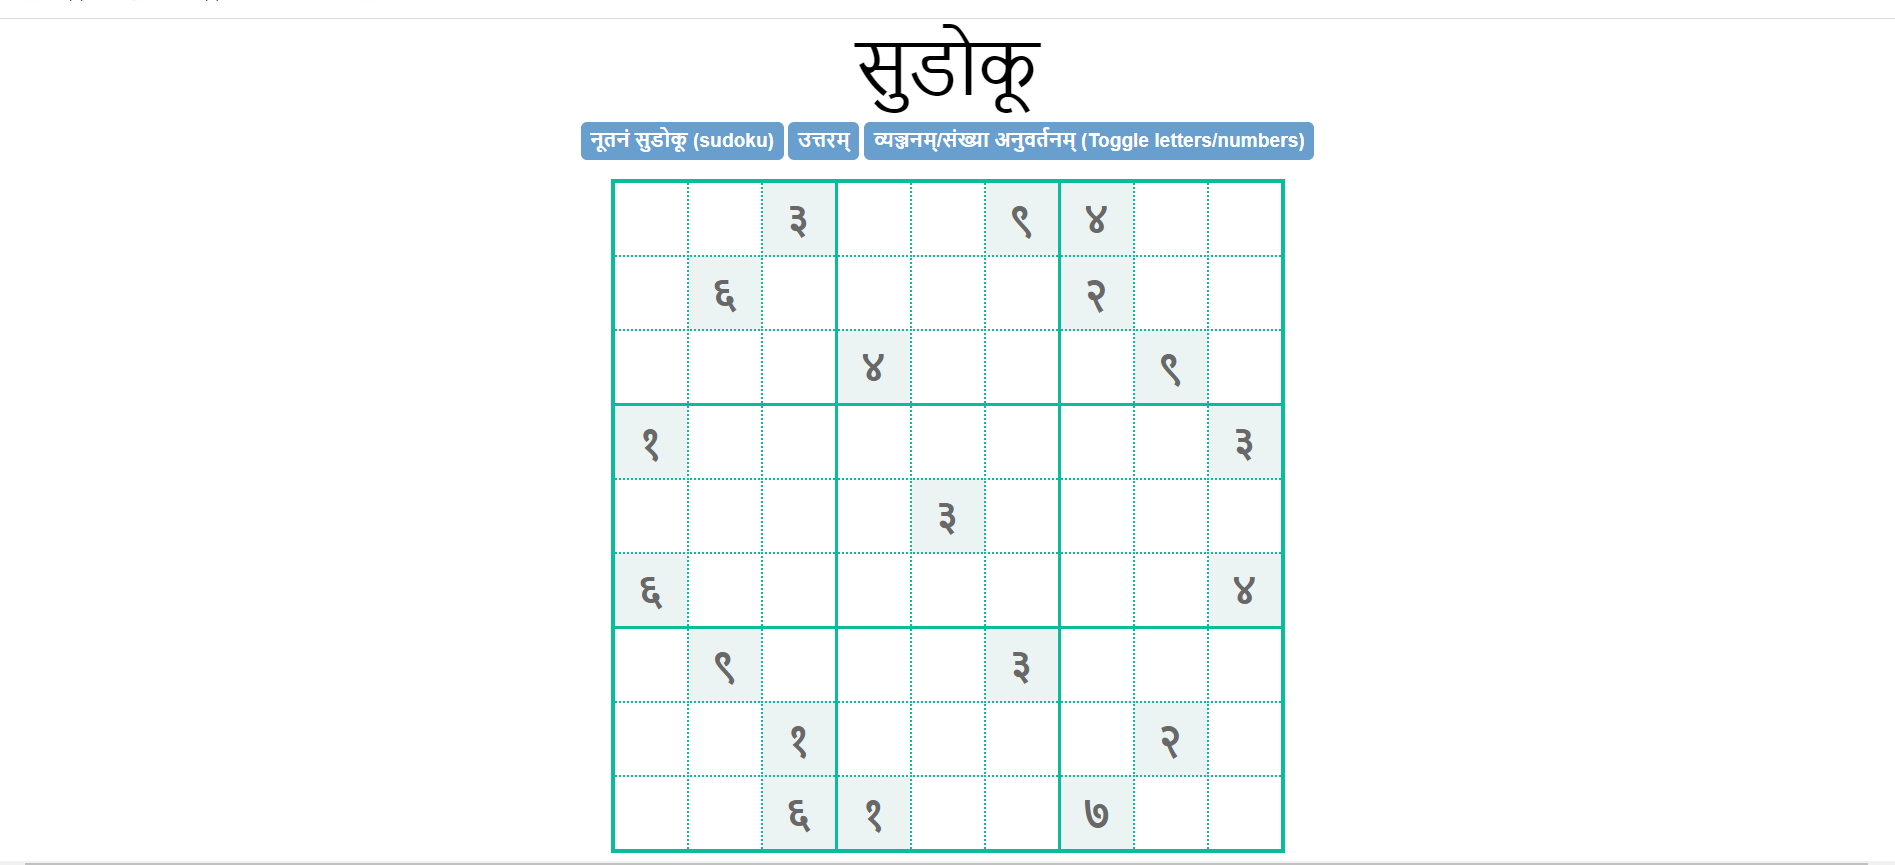 सुडोकू
नूतनं सुडोकू (sudoku) उत्तरम् व्यञ्जनम्/संख्या अनुवर्तनम् (Toggle letters/numbers)
३ ९ ४
६ २
४ ९
१ ३
३
६ ४
९ ३
१ २
६ १ ७